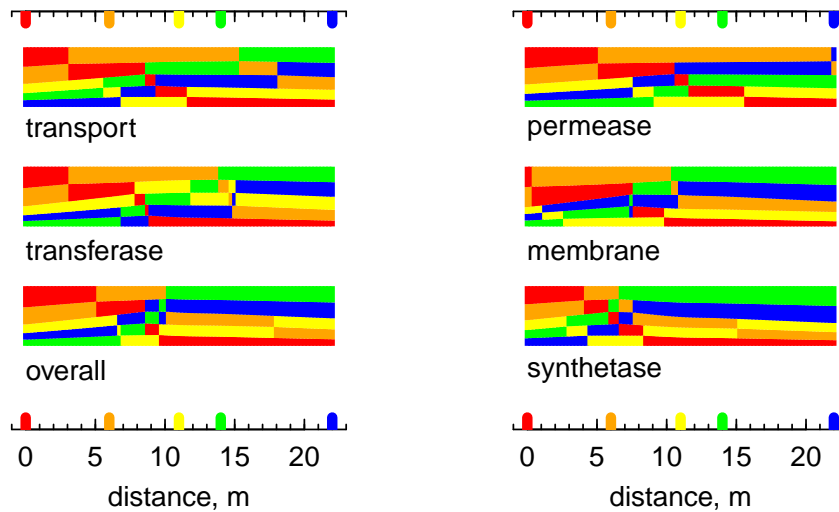 transport
permease
transferase
membrane
overall
synthetase
0 5 10 15 20
0 5 10 15 20
distance, m
distance, m